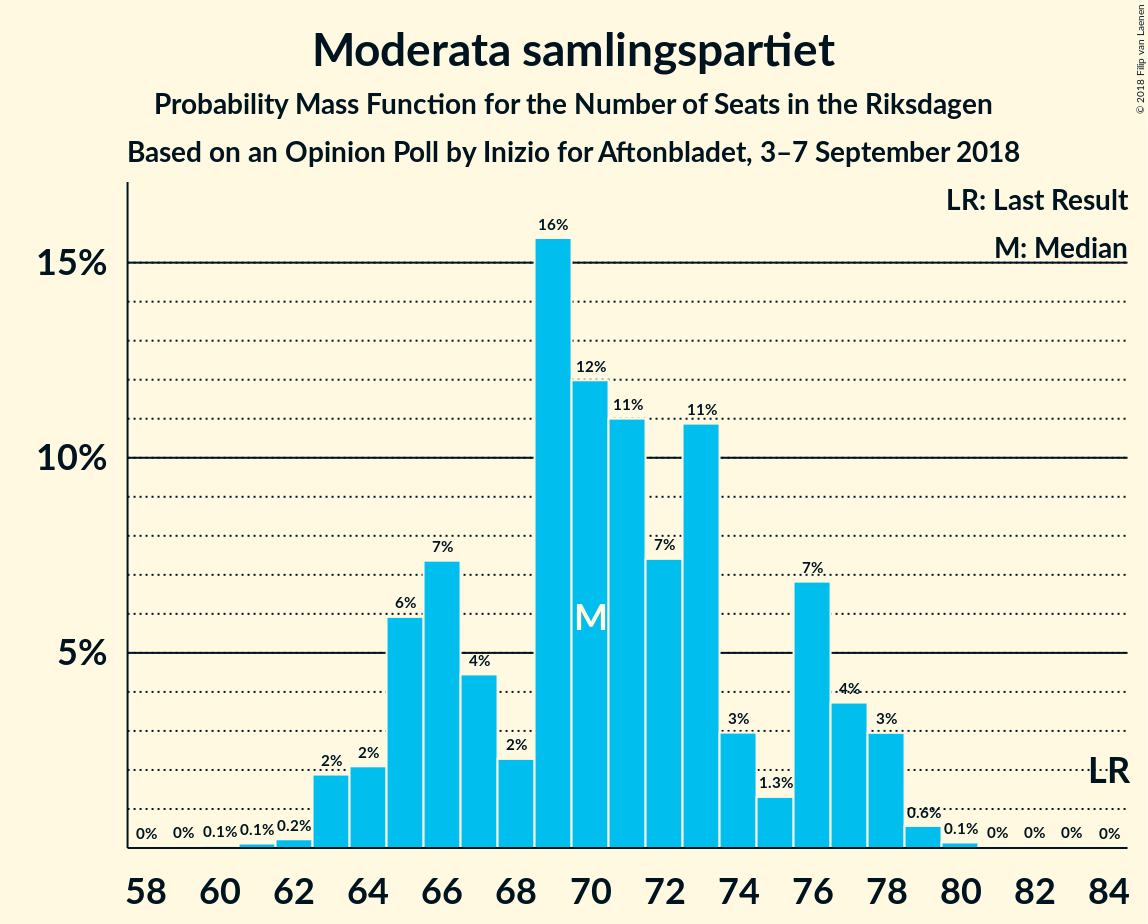 Moderata samlingspartiet
Probability Mass Function for the Number of Seats in the Riksdagen
Based on an Opinion Poll by Inizio for Aftonbladet, 3–7 September 2018
© 2018 Filip van Laenen
LR: Last Result
M: Median
15%
10%
5%
0% 0% 0.1% 0.1% 0.2% 2% 2% 6% 7% 4% 2% 16% 12% 11% 7% 11% 3% 1.3% 7% 4% 3% 0.6% 0.1% 0% 0% 0% 0%
M
LR
58 60 62 64 66 68 70 72 74 76 78 80 82 84